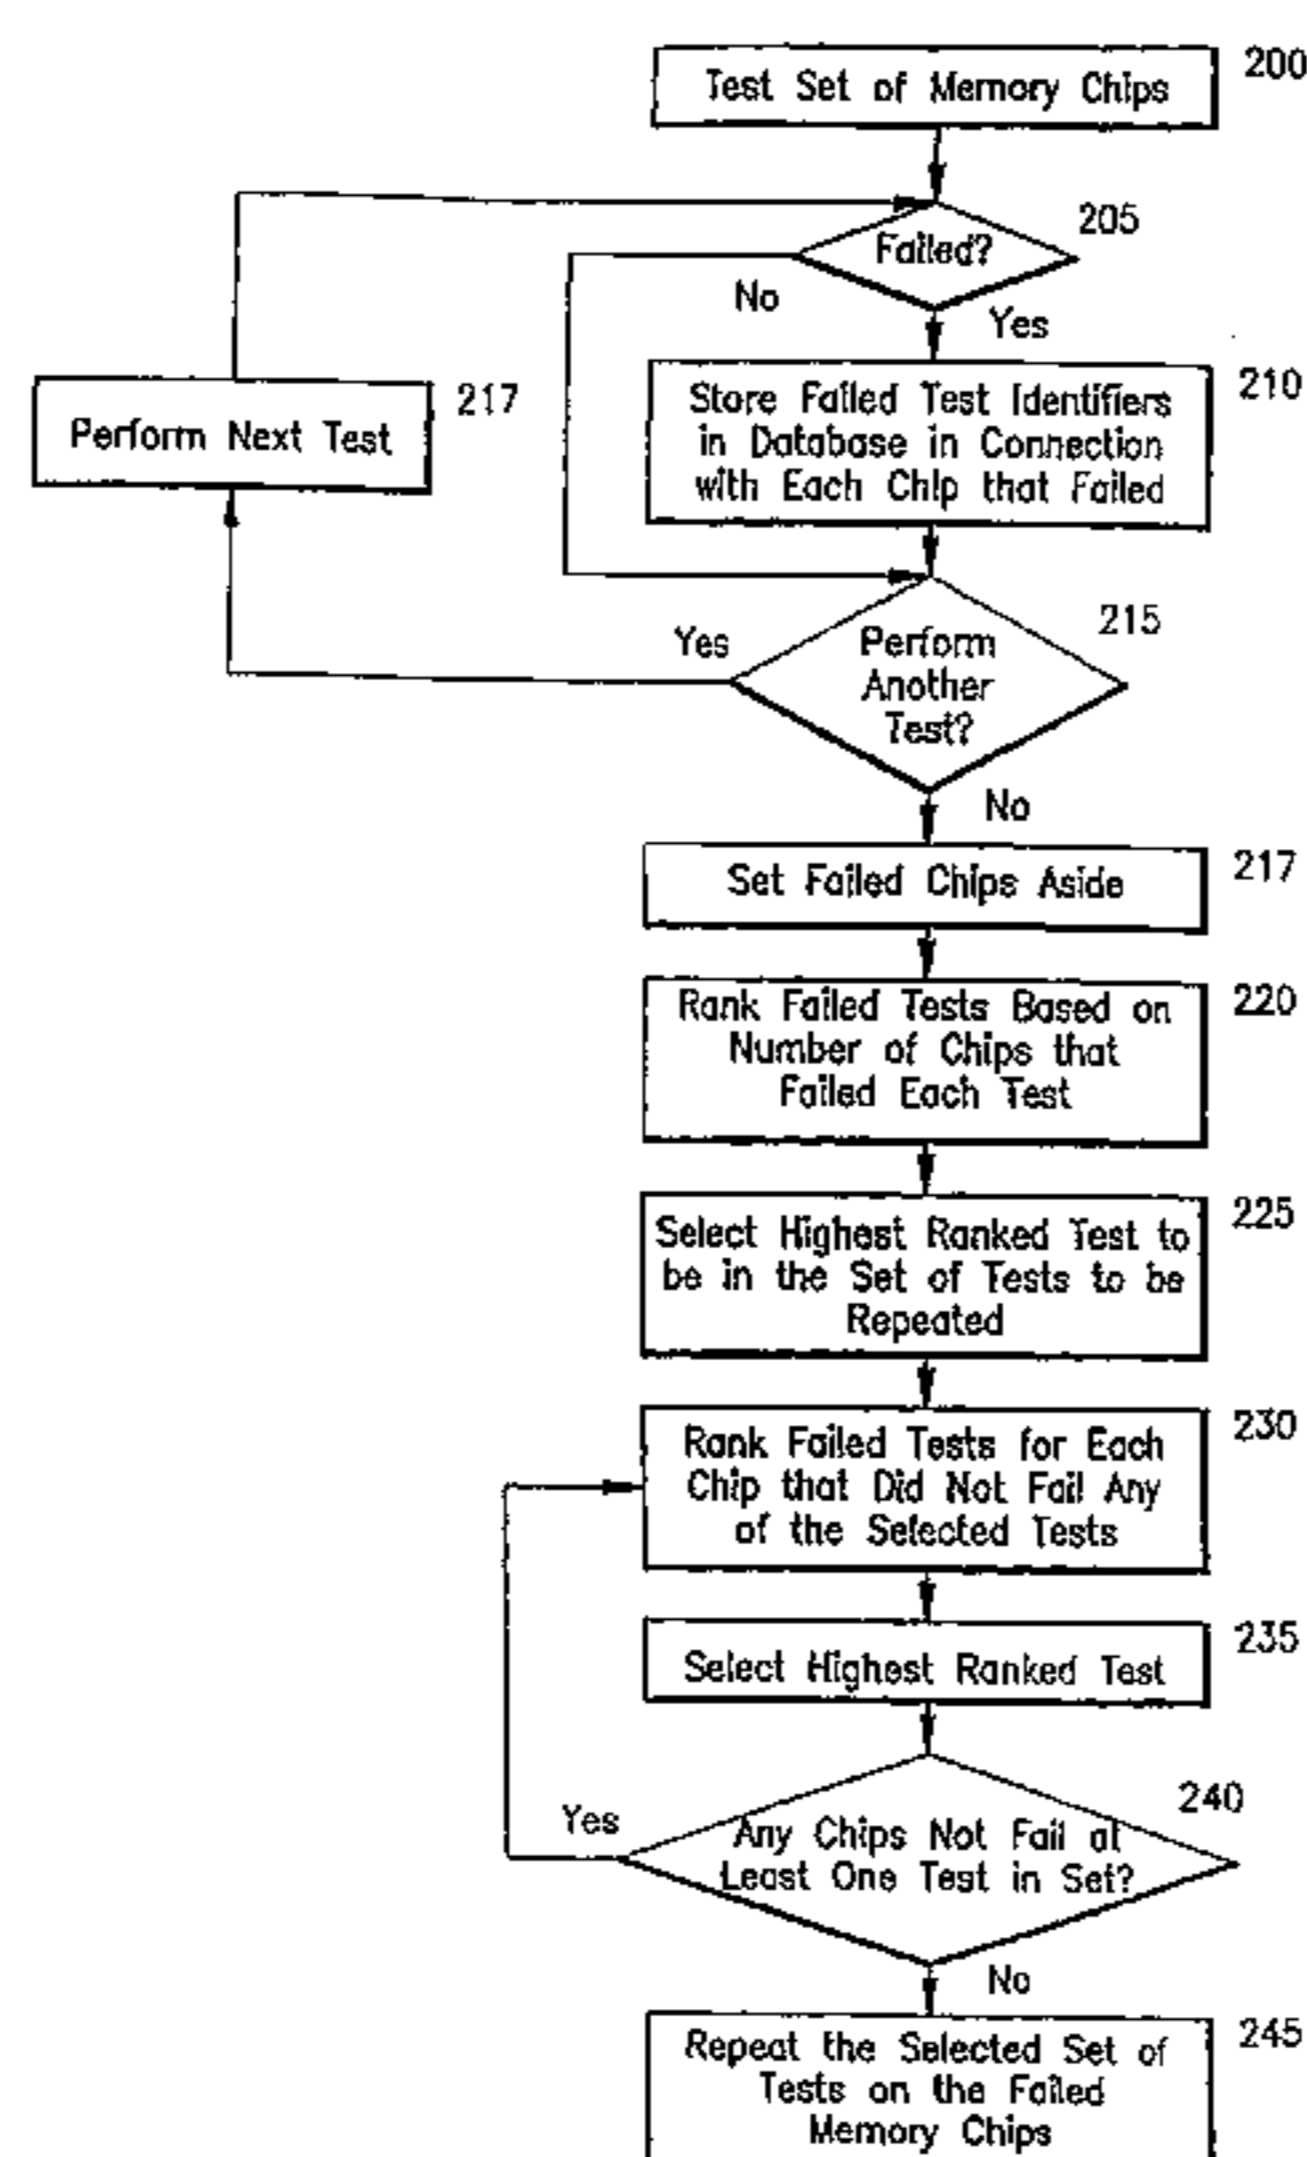 Test Set of Memory Chips
200
Failed?
205
No
Yes
Store Failed Test Identifiers
in Database in Connection
with Each Chip that Failed
210
Perform Next Test
217
Perform
Another
Test?
215
Yes
No
Set Failed Chips Aside
217
Rank Failed Tests Based on
Number of Chips that
Failed Each Test
220
Select Highest Ranked Test to
be in the Set of Tests to be
Repeated
225
Rank Failed Tests for Each
Chip that Did Not Fail Any
of the Selected Tests
230
Select Highest Ranked Test
235
Any Chips Not Fail at
Least One Test in Set?
240
Yes
No
Repeat the Selected Set of
Tests on the Failed
Memory Chips
245